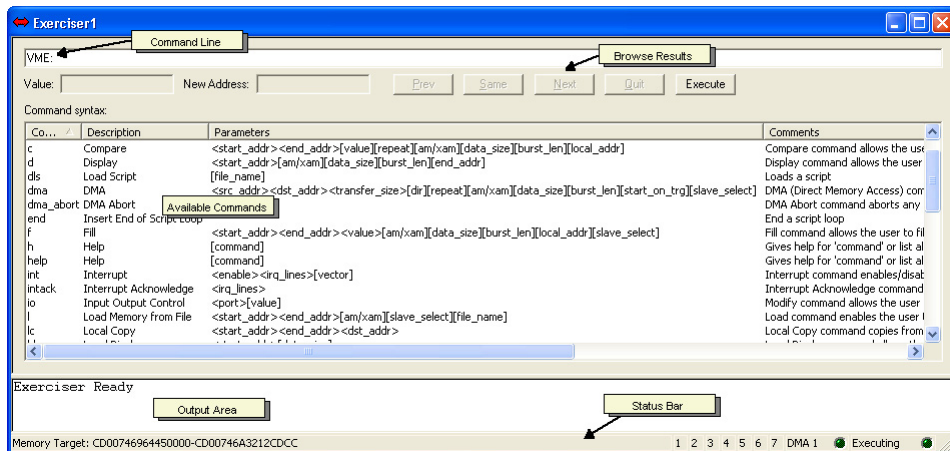 Exerciser1
Command Line
VME:
Browse Results
Value:
New Address:
Prev
Same
Next
Quit
Execute
Command syntax:
Co... Description Parameters Comments
c Compare <start_addr><end_addr>[value][repeat][am/xam][data_size][burst_len][local_addr] Compare command allows the use
d Display <start_addr>[am/xam][data_size][burst_len][end_addr] Display command allows the user
dls Load Script [file_name] Loads a script
dma DMA <src_addr><dst_addr><transfer_size>[dir][repeat][am/xam][data_size][burst_len][start_on_trg][slave_select] DMA (Direct Memory Access) com
dma_abort DMA Abort DMA Abort command aborts any
Available Commands
end Insert End of Script Loop End a script loop
f Fill <start_addr><end_addr><value>[am/xam][data_size][burst_len][local_addr][slave_select] Fill command allows the user to fil
h Help [command] Gives help for 'command' or list al
help Help [command] Gives help for 'command' or list al
int Interrupt <enable><irq_lines>[vector] Interrupt command enables/disab
intack Interrupt Acknowledge <irq_lines> Interrupt Acknowledge command
io Input Output Control <port>[value] Modify command allows the user
l Load Memory from File <start_addr><end_addr>[am/xam][slave_select][file_name] Load command enables the user
lc Local Copy <start_addr><end_addr><dst_addr> Local Copy command copies from
Exerciser Ready
Output Area
Status Bar
Memory Target: CD00746964450000-CD00746A3212CDCC 1 2 3 4 5 6 7 DMA 1 Executing